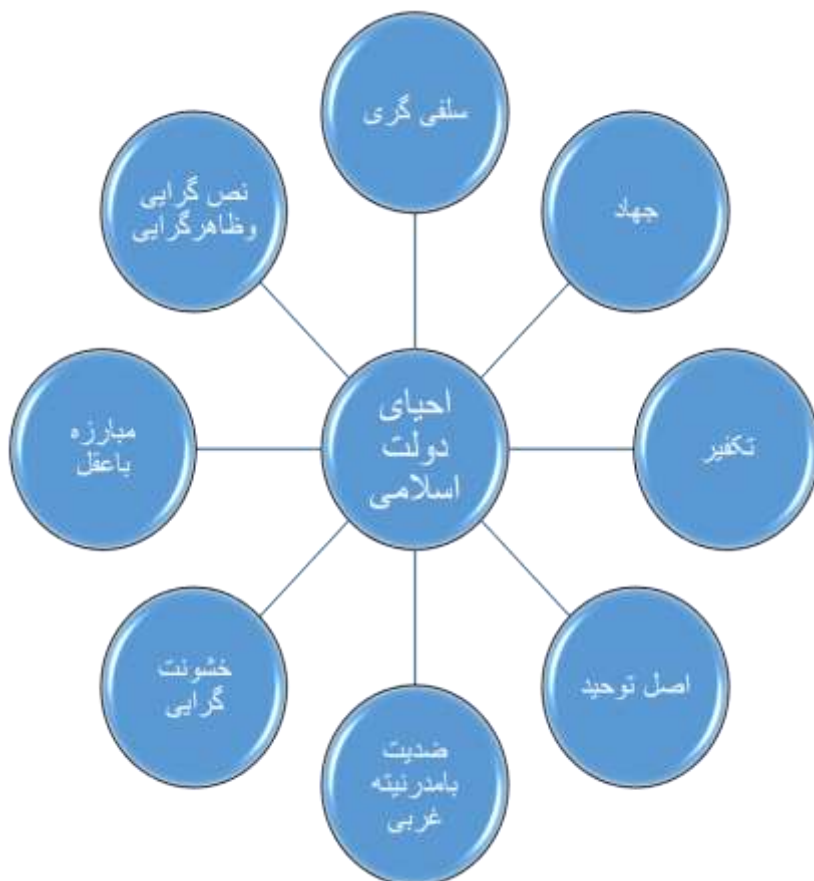 سلفی گری
جهاد
تکفیر
اصل توحید
ضدیت
بامدرنیته
غربی
خشونت
گرایی
مبارزه
باعقل
نص گرایی
وظاهرگرایی
احیای
دولت
اسلامی